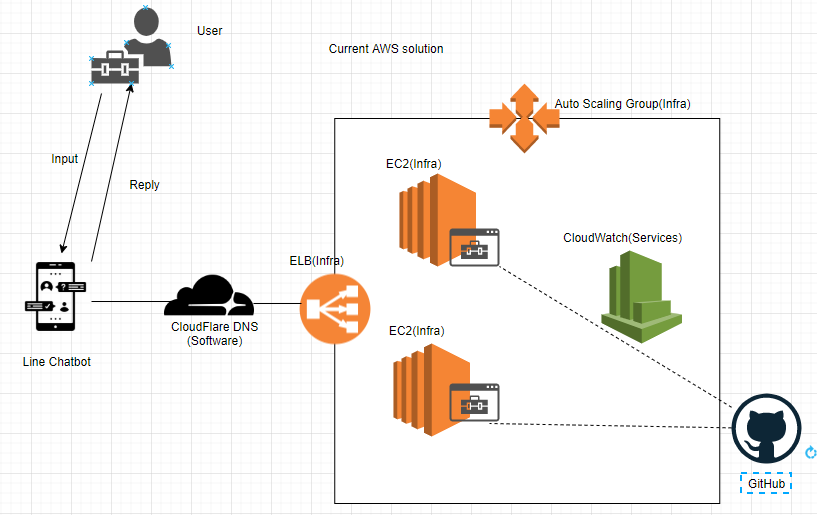 User
Current AWS solution
Auto Scaling Group(Infra)
Input
EC2(Infra)
Reply
CloudWatch(Services)
ELB(Infra)
CloudFlare DNS
(Software)
EC2(Infra)
Line Chatbot
GitHub